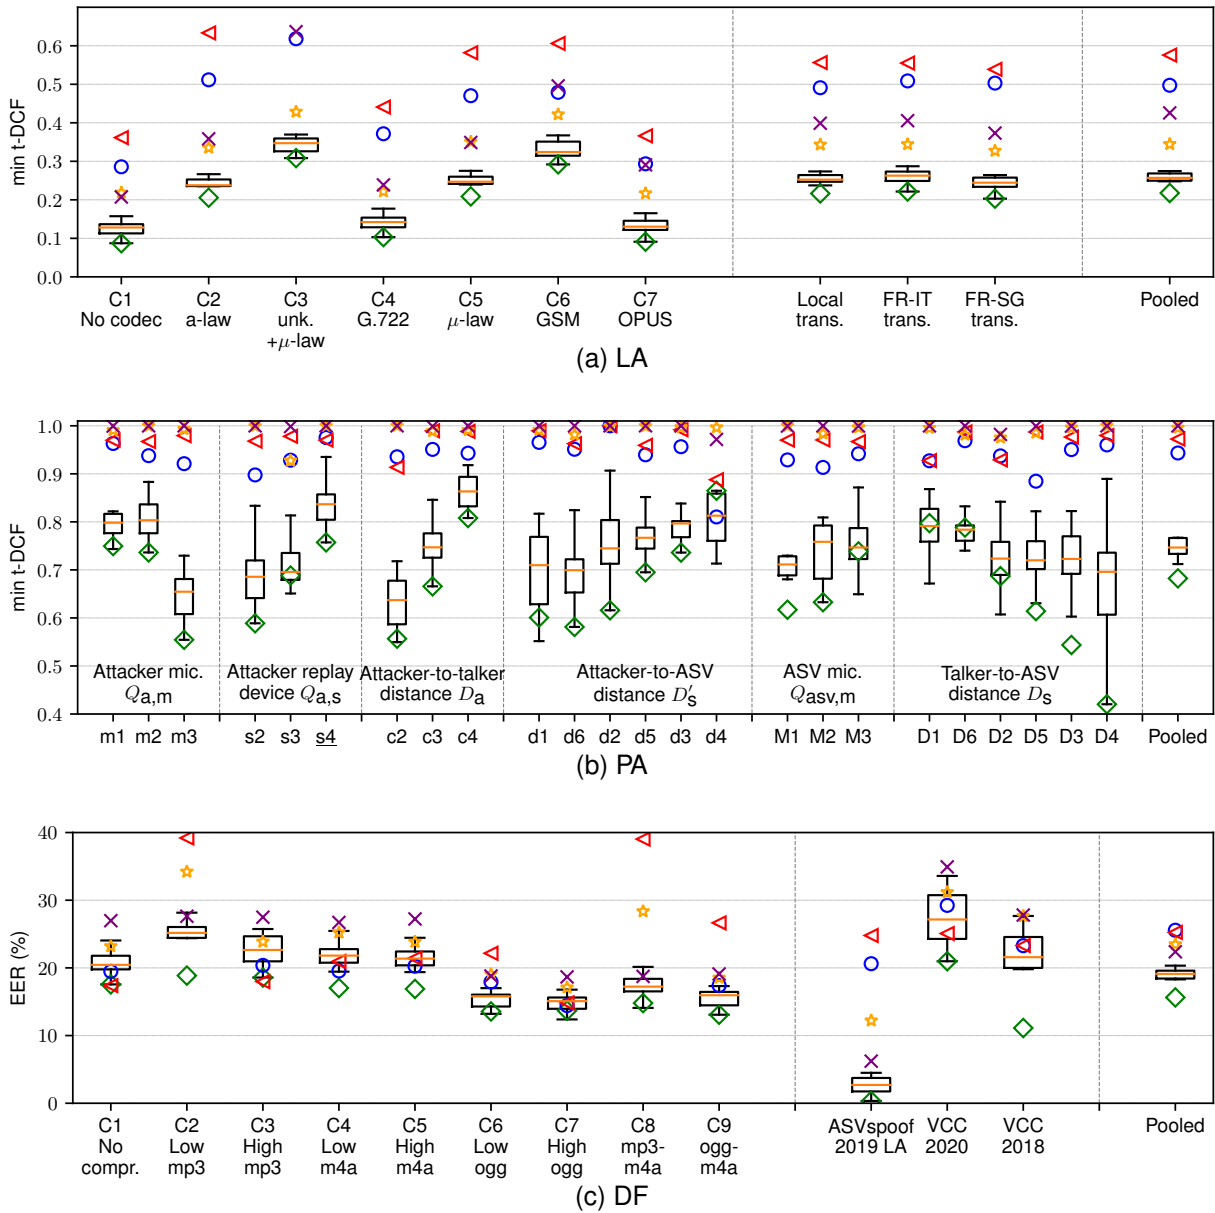 min t-DCF
0.6
0.5
0.4
0.3
0.2
0.1
0.0
C1 C2 C3 C4 C5 C6 C7 Local FR-IT FR-SG Pooled
No codec a-law unk. G.722 μ-law GSM OPUS trans. trans. trans.
+μ-law
(a) LA
min t-DCF
1.0
0.9
0.8
0.7
0.6
0.5
0.4
Attacker mic. Attacker replay Attacker-to-talker Attacker-to-ASV ASV mic. Talker-to-ASV
Qa,m device Qa,s distance Da distance D′s Qasv,m distance Ds
m1 m2 m3 s2 s3 s4 c2 c3 c4 d1 d6 d2 d5 d3 d4 M1 M2 M3 D1 D6 D2 D5 D3 D4 Pooled
(b) PA
EER (%)
40
30
20
10
0
C1 C2 C3 C4 C5 C6 C7 C8 C9 ASVspoof VCC VCC Pooled
No Low High Low High Low High mp3- ogg- 2019 LA 2020 2018
compr. mp3 mp3 m4a m4a ogg ogg m4a m4a
(c) DF